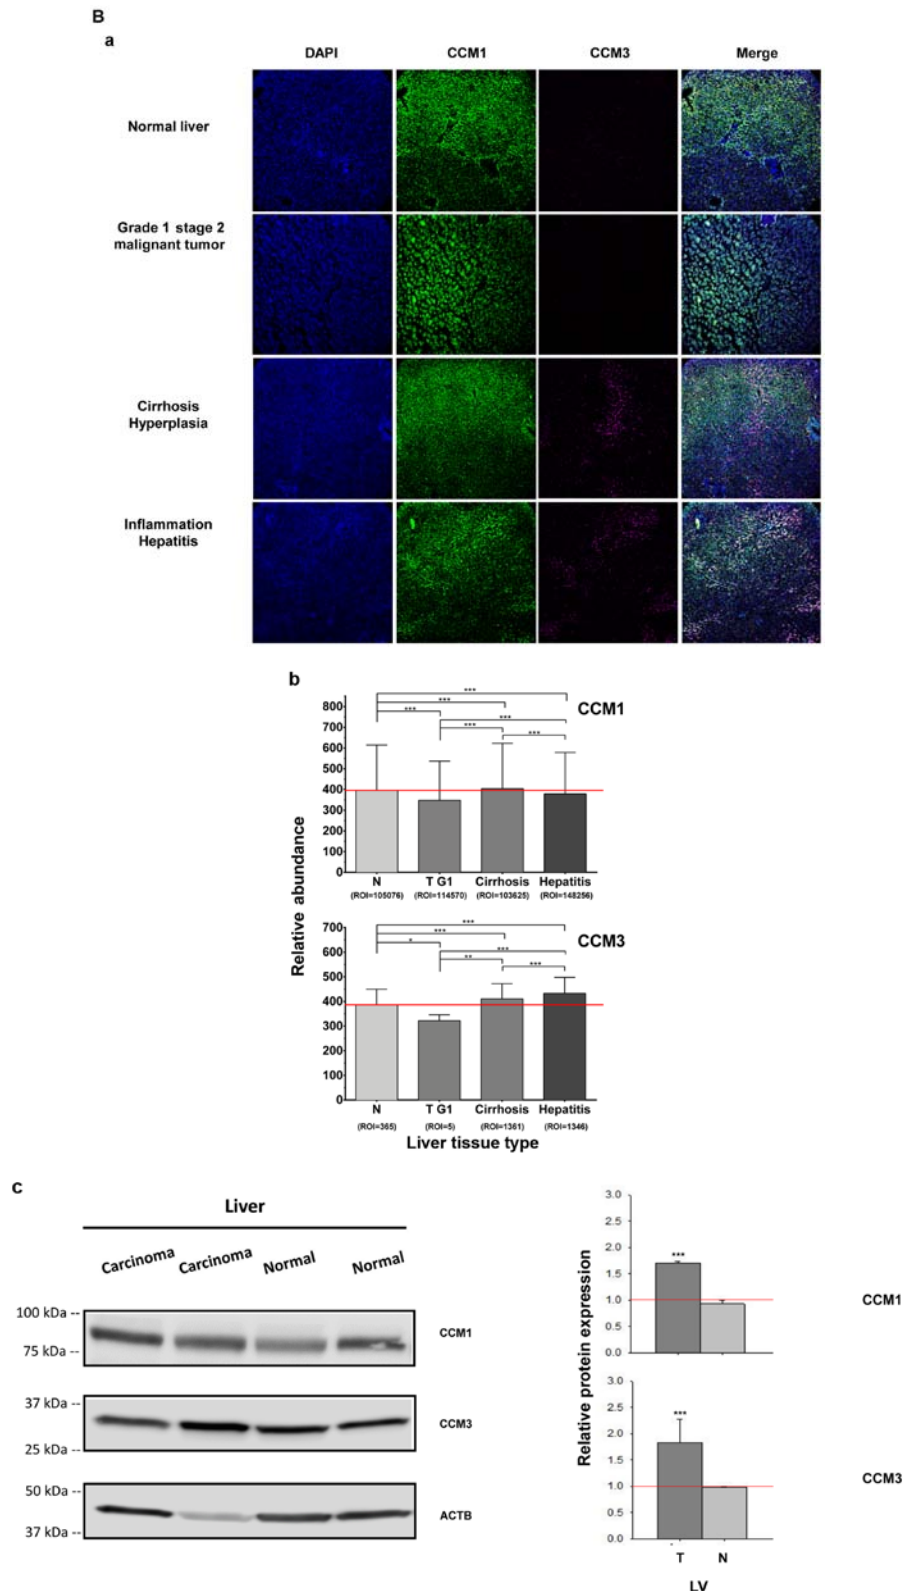 B
a
DAPI CCM1 CCM3 Merge
Normal liver
Grade 1 stage 2
malignant tumor
Cirrhosis
Hyperplasia
Inflammation
Hepatitis
b
CCM1
***
***
***
***
***
***
800
700
600
500
400
300
200
100
0
N T G1 Cirrhosis Hepatitis
(ROI=105076) (ROI=114570) (ROI=103625) (ROI=148256)
Relative abundance
CCM3
***
***
*
***
**
***
700
600
500
400
300
200
100
0
N T G1 Cirrhosis Hepatitis
(ROI=365) (ROI=5) (ROI=1361) (ROI=1346)
Liver tissue type
c
Liver
Carcinoma Carcinoma Normal Normal
100 kDa --
75 kDa --
CCM1
37 kDa --
25 kDa --
CCM3
50 kDa --
37 kDa --
ACTB
Relative protein expression
3.0
2.5
2.0
1.5
1.0
0.5
0.0
***
CCM1
3.0
2.5
2.0
1.5
1.0
0.5
0.0
***
CCM3
T N
LV